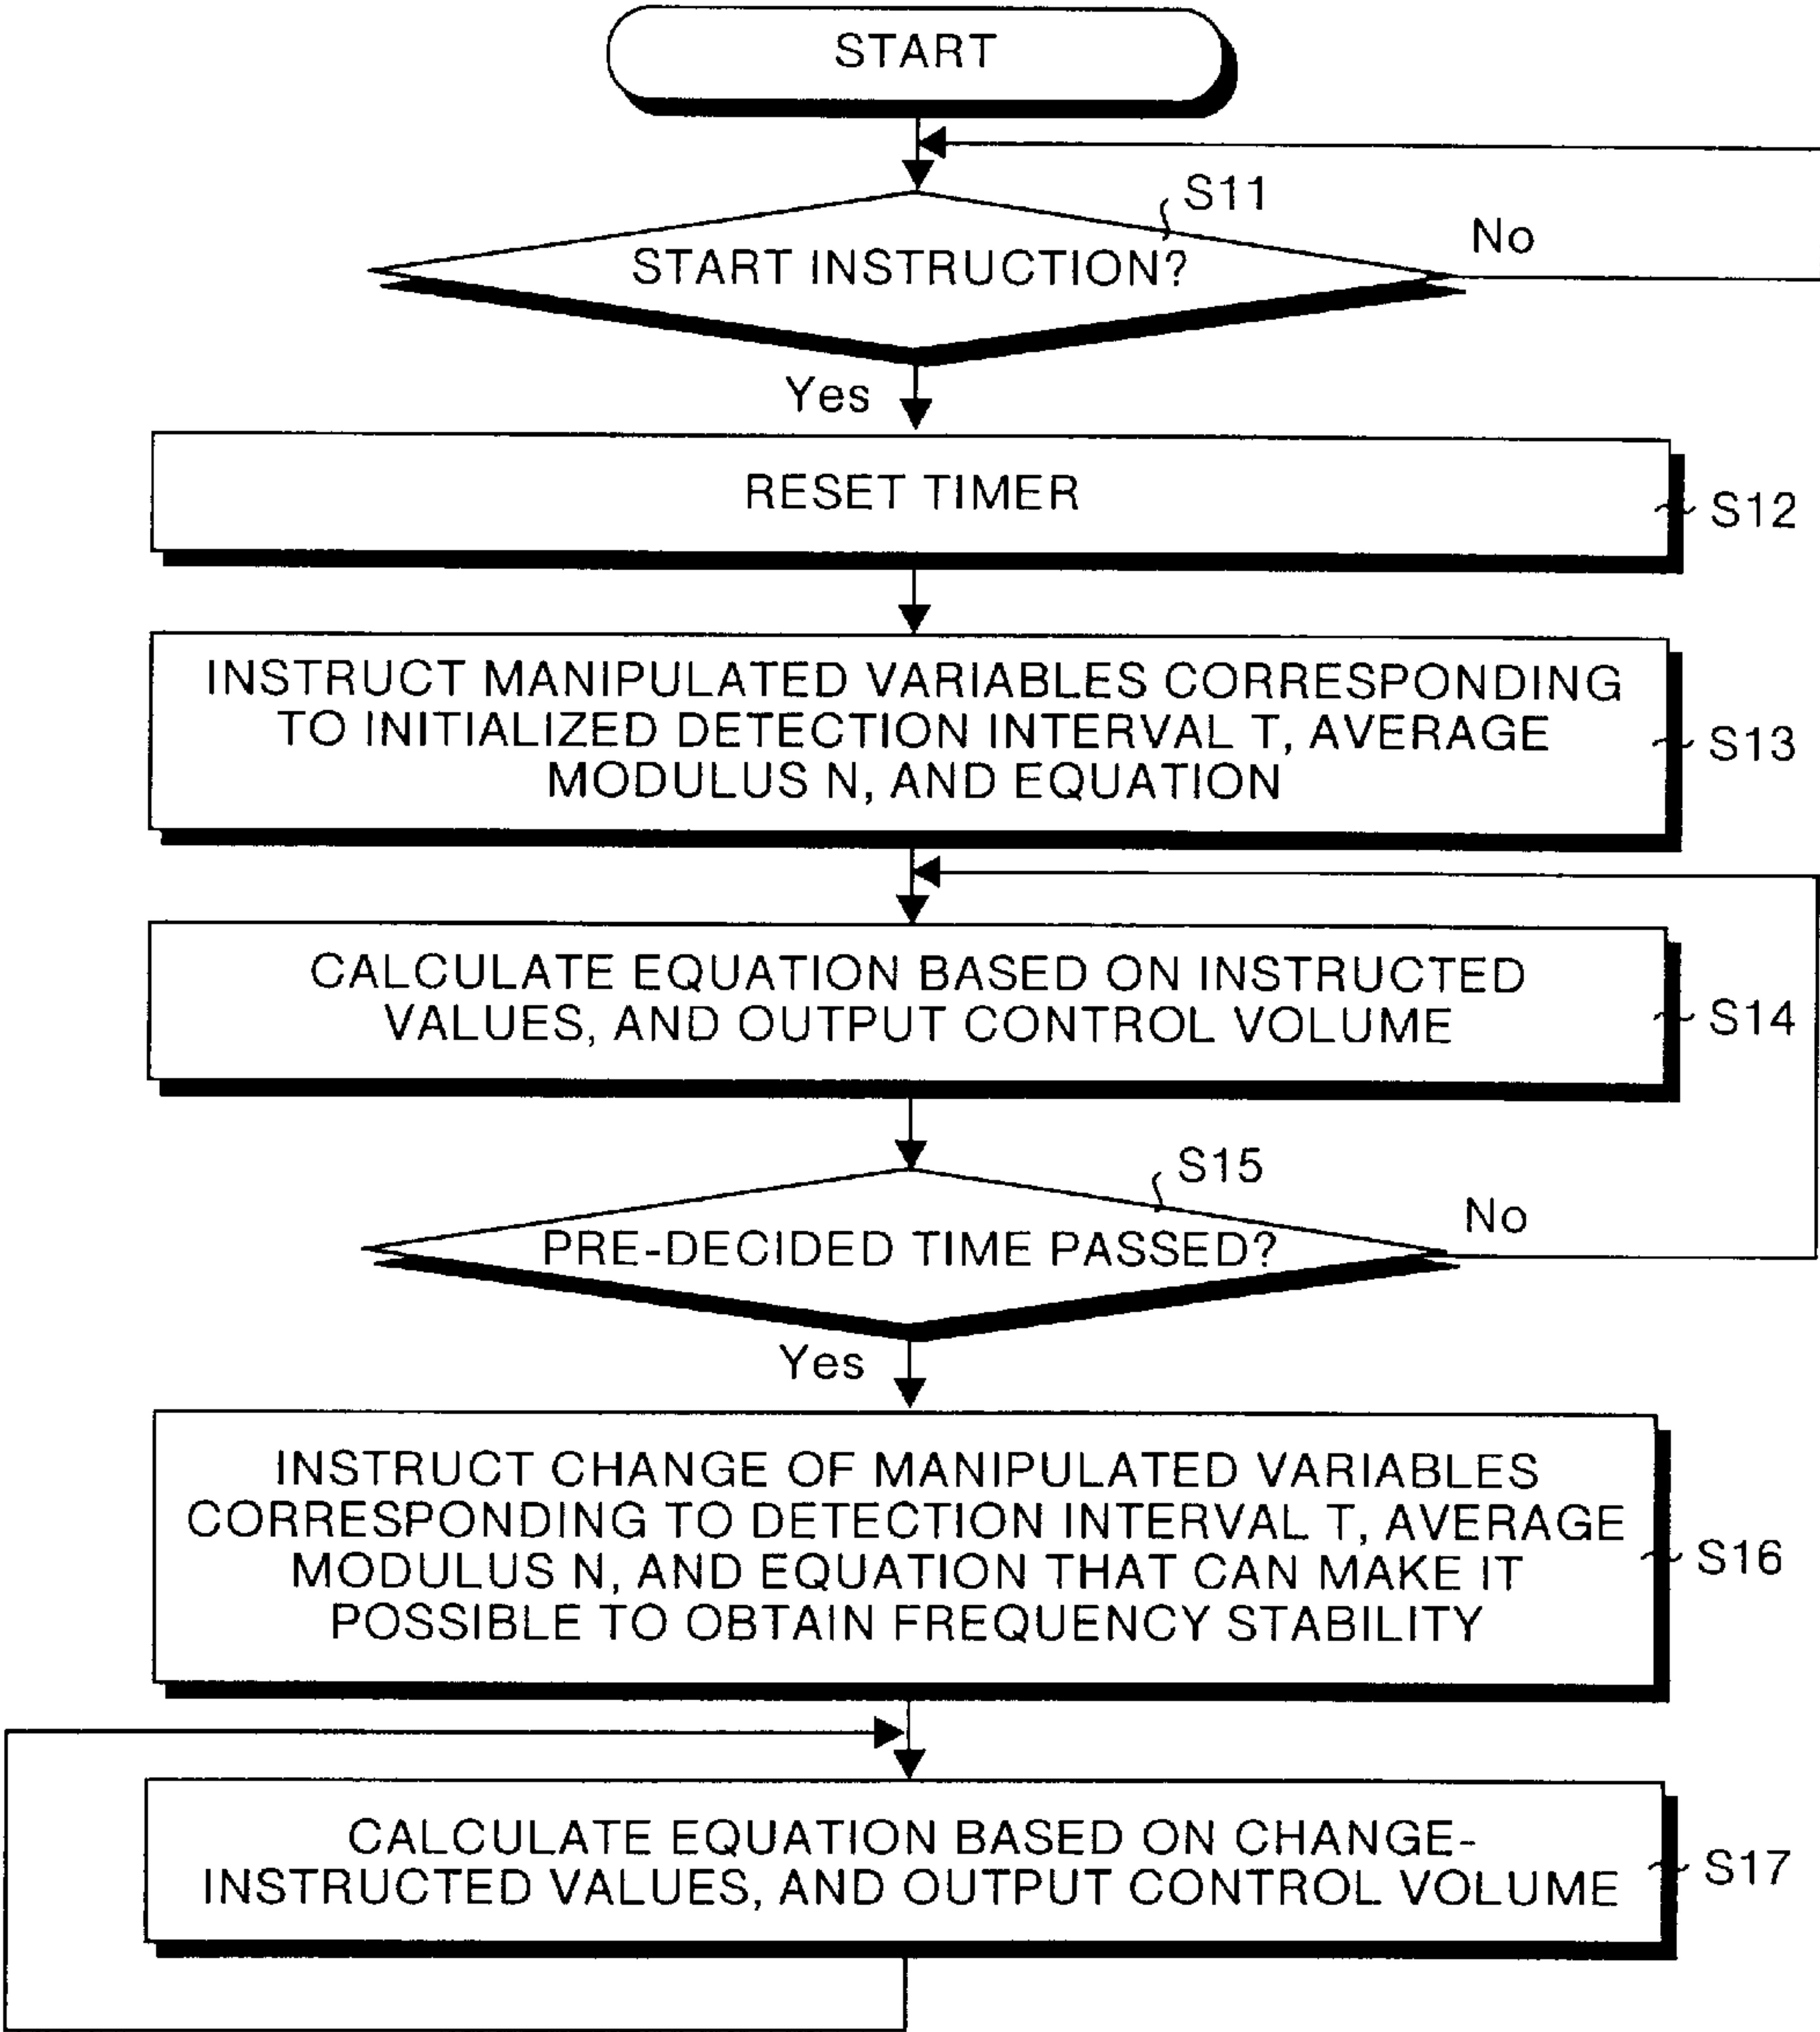 START
S11
START INSTRUCTION?
No
Yes
RESET TIMER
S12
INSTRUCT MANIPULATED VARIABLES CORRESPONDING
TO INITIALIZED DETECTION INTERVAL T, AVERAGE
MODULUS N, AND EQUATION
S13
CALCULATE EQUATION BASED ON INSTRUCTED
VALUES, AND OUTPUT CONTROL VOLUME
S14
S15
PRE-DECIDED TIME PASSED?
No
Yes
INSTRUCT CHANGE OF MANIPULATED VARIABLES
CORRESPONDING TO DETECTION INTERVAL T, AVERAGE
MODULUS N, AND EQUATION THAT CAN MAKE IT
POSSIBLE TO OBTAIN FREQUENCY STABILITY
S16
CALCULATE EQUATION BASED ON CHANGE-
INSTRUCTED VALUES, AND OUTPUT CONTROL VOLUME
S17